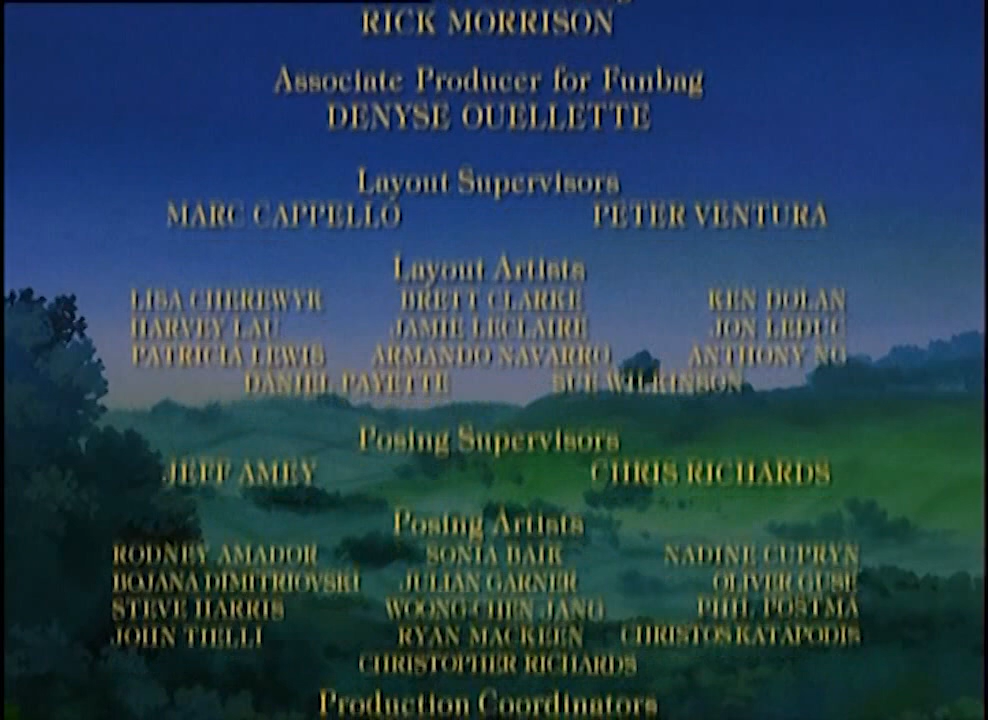 RICK MORRISON
Associate Producer for Funbag
DENYSE OUELLETTE
Layout Supervisors
MARC CAPPELLO PETER VENTURA
Layout Artists
LISA CHEREWYK BRETT CLARKE KEN DOLAN
HARVEY LAU JAMIE LECLAIRE JON LEDUC
PATRICIA LEWIS ARMANDO NAVARRO ANTHONY NG
DANIEL PAYETTE SUE WILKINSON
Posing Supervisors
JEFF AMEY CHRIS RICHARDS
Posing Artists
RODNEY AMADOR SONIA BAIK NADINE CUPRYN
BOJANA DIMITRIOVSKI JULIAN GARNER OLIVER GUSE
STEVE HARRIS WOONG-CHEN JANG PHIL POSTMA
JOHN TIELLI RYAN MACKEEN CHRISTOS KATAPODIS
CHRISTOPHER RICHARDS
Production Coordinators